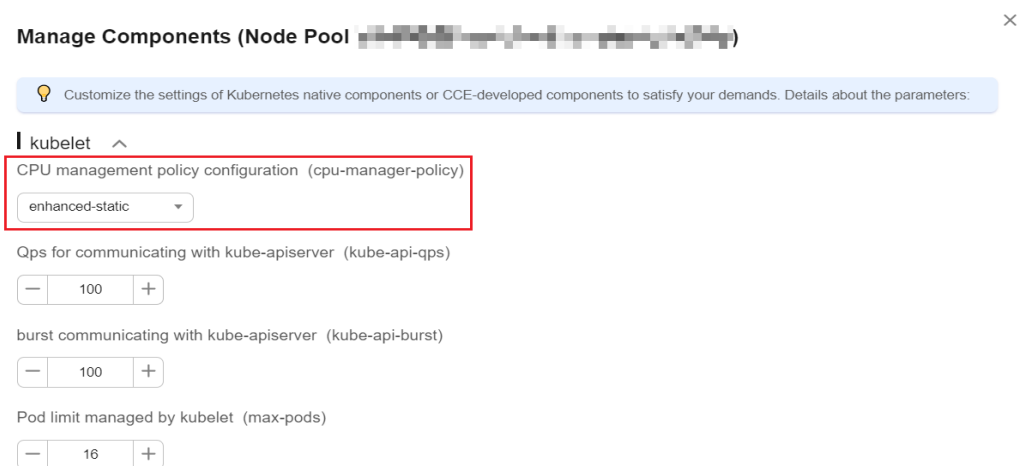 Manage Components (Node Pool )
Customize the settings of Kubernetes native components or CCE-developed components to satisfy your demands. Details about the parameters:
kubelet
CPU management policy configuration (cpu-manager-policy)
enhanced-static
Qps for communicating with kube-apiserver (kube-api-qps)
100
burst communicating with kube-apiserver (kube-api-burst)
100
Pod limit managed by kubelet (max-pods)
16